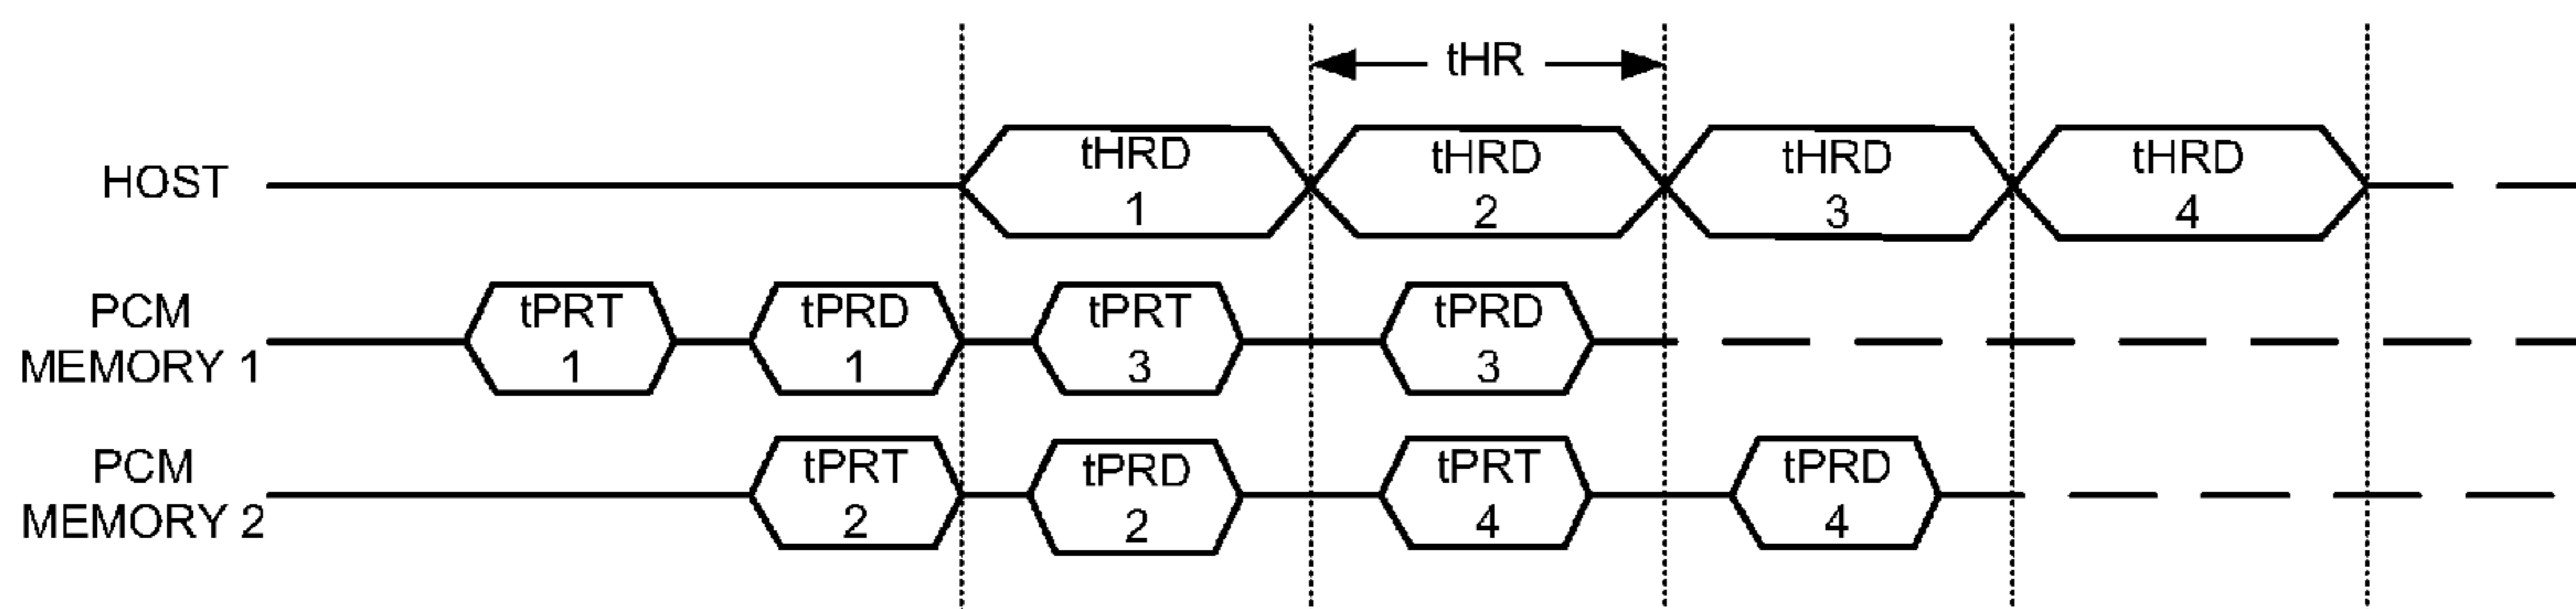 tHR
HOST
tHRD
1
tHRD
2
tHRD
3
tHRD
4
PCM
MEMORY 1
tPRT
1
tPRD
1
tPRT
3
tPRD
3
PCM
MEMORY 2
tPRT
2
tPRD
2
tPRT
4
tPRD
4